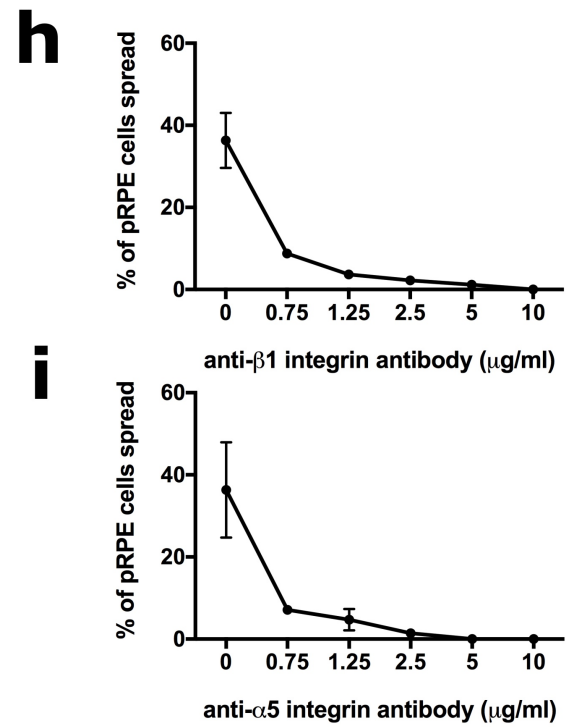 h
% of pRPE cells spread
60
40
20
0
0 0.75 1.25 2.5 5 10
anti-β1 integrin antibody (μg/ml)
i
% of pRPE cells spread
60
40
20
0
0 0.75 1.25 2.5 5 10
anti-α5 integrin antibody (μg/ml)